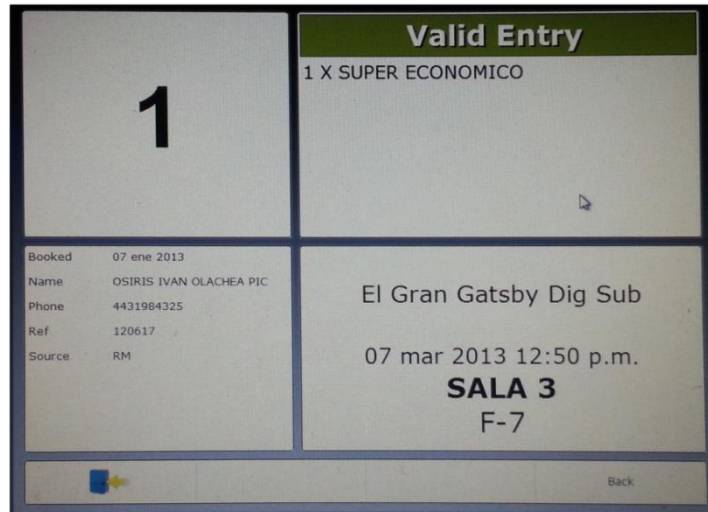 1
Valid Entry
1 X SUPER ECONOMICO
Booked 07 ene 2013
Name OSIRIS IVAN OLACHEA PIC
Phone 4431984325
Ref 120617
Source RM
El Gran Gatsby Dig Sub
07 mar 2013 12:50 p.m.
SALA 3
F-7
Back